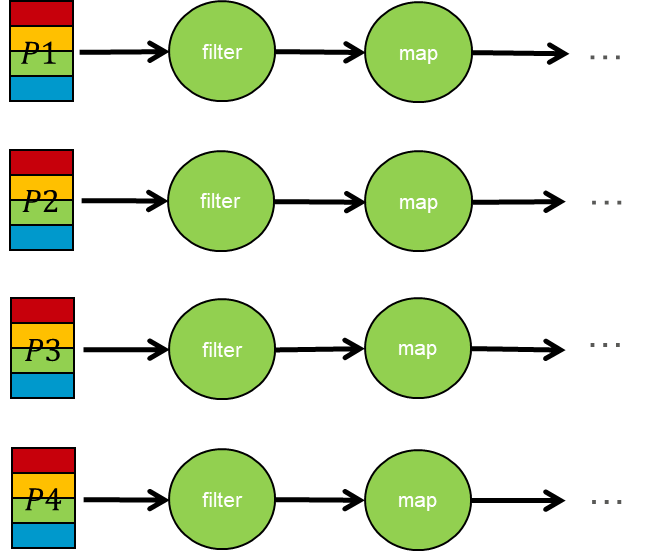 P1 filter map ...
P2 filter map ...
P3 filter map ...
P4 filter map ...